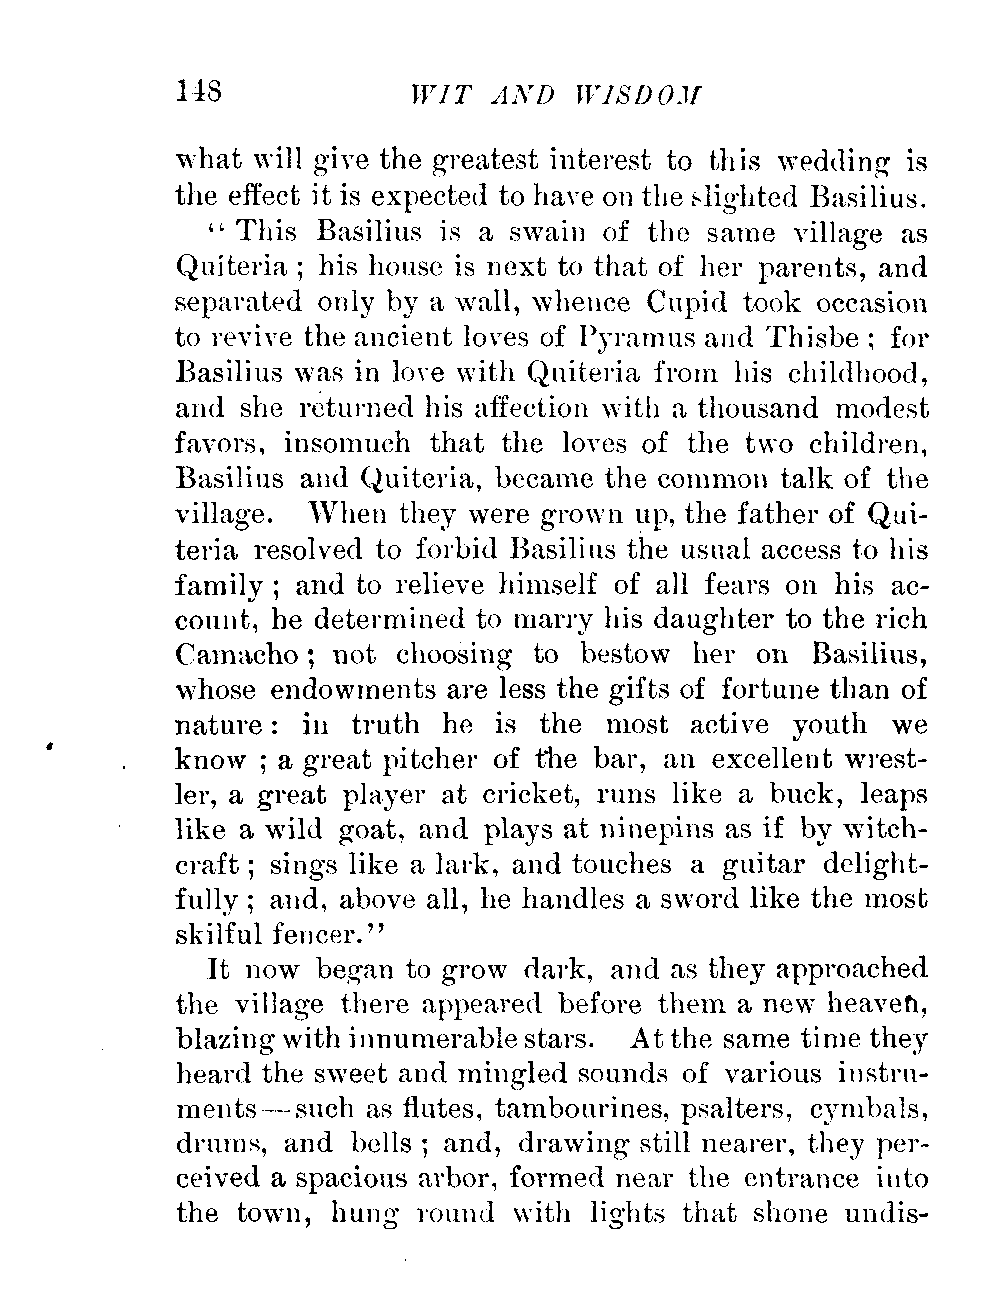 148 WIT AND WISDOM
what will give the greatest interest to this wedding is
the effect it is expected to have on the slighted Basilius.
“ This Basilius is a swain of the same village as
Quiteria ; his house is next to that of her parents, and
separated only by a wall, whence Cupid took occasion
to revive the ancient loves of Pyramus and Thisbe ; for
Basilius was in love with Quiteria from his childhood,
and she returned his affection with a thousand modest
favors, insomuch that the loves of the two children,
Basilius and Quiteria, became the common talk of the
village. When they were grown up, the father of Qui-
teria resolved to forbid Basilius the usual access to his
family ; and to relieve himself of all fears on his ac-
count, he determined to marry his daughter to the rich
Camacho ; not choosing to bestow her on Basilius,
whose endowments are less the gifts of fortune than of
nature : in truth he is the most active youth we
know ; a great pitcher of the bar, an excellent wrest-
ler, a great player at cricket, runs like a buck, leaps
like a wild goat, and plays at ninepins as if by witch-
craft ; sings like a lark, and touches a guitar delight-
fully ; and, above all, he handles a sword like the most
skilful fencer.”
It now began to grow dark, and as they approached
the village there appeared before them a new heaven,
blazing with innumerable stars. At the same time they
heard the sweet and mingled sounds of various instru-
ments—such as flutes, tambourines, psalters, cymbals,
drums, and bells ; and, drawing still nearer, they per-
ceived a spacious arbor, formed near the entrance into
the town, hung round with lights that shone undis-